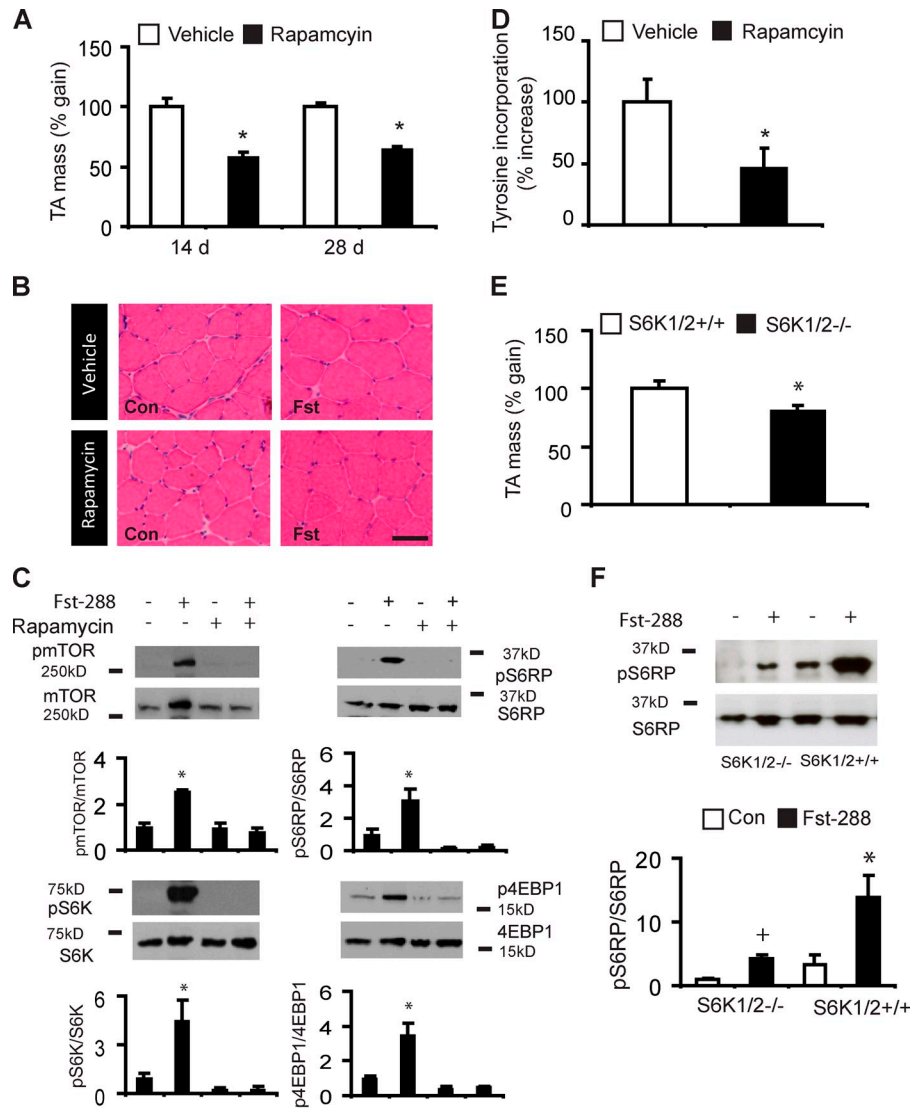 A
Vehicle Rapamcyin
TA mass (% gain)
150
100
50
0
* *
14 d 28 d
B
Vehicle
Con Fst
Rapamycin
Con Fst
C
Fst-288 - + - +
Rapamycin - - + +
pmTOR
250kD
mTOR
250kD
pmTOR/mTOR
4
2
0
*
75kD
pS6K
75kD
S6K
pS6K/S6K
6
3
0
*
- + - +
- - + +
37kD
pS6RP
37kD
S6RP
pS6RP/S6RP
6
4
2
0
*
p4EBP1
15kD
4EBP1
15kD
p4EBP1/4EBP1
6
4
2
0
*
D
Vehicle Rapamcyin
Tyrosine incorporation
(% increase)
150
100
50
0
*
E
S6K1/2+/+ S6K1/2-/-
TA mass (% gain)
150
100
50
0
*
F
Fst-288 - + - +
37kD
pS6RP
37kD
S6RP
S6K1/2-/- S6K1/2+/+
Con Fst-288
pS6RP/S6RP
20
10
0
+ *
S6K1/2-/- S6K1/2+/+